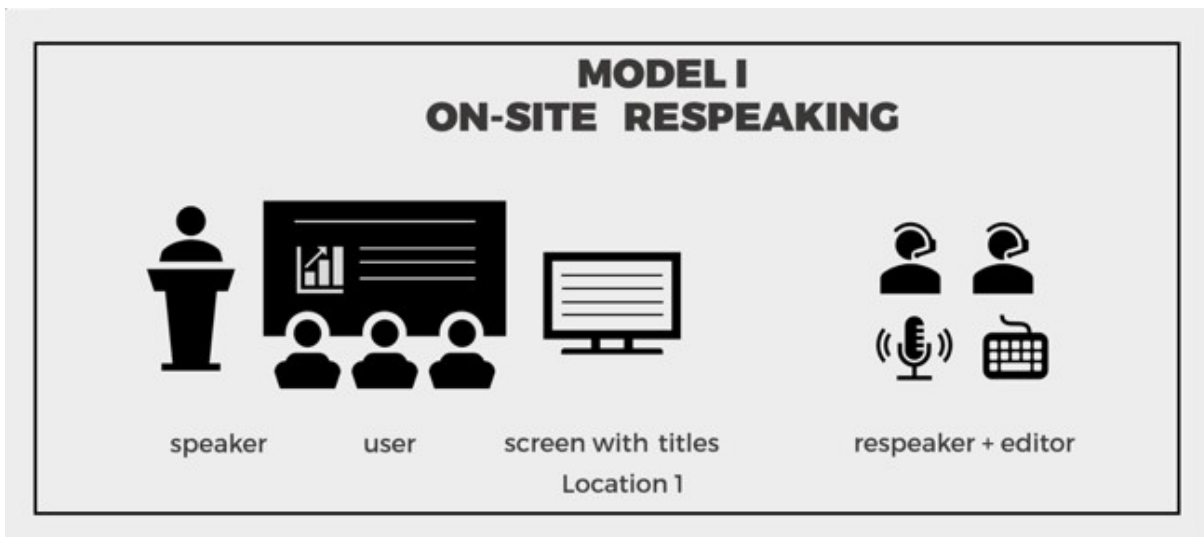 MODEL I
ON-SITE RESPEAKING
speaker user screen with titles respeaker + editor
Location 1